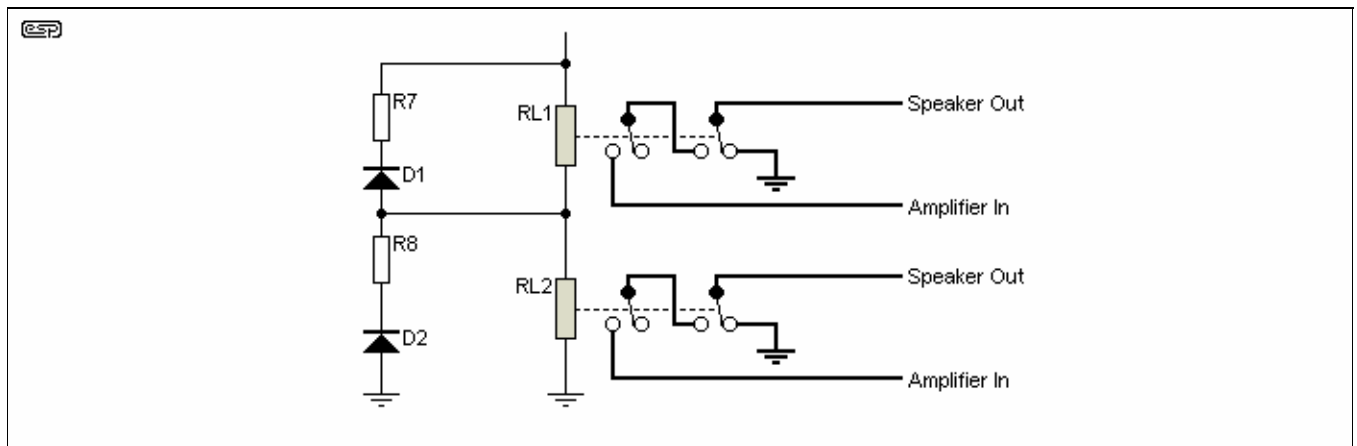 esp
R7
RL1
Speaker Out
D1
Amplifier In
R8
RL2
Speaker Out
D2
Amplifier In